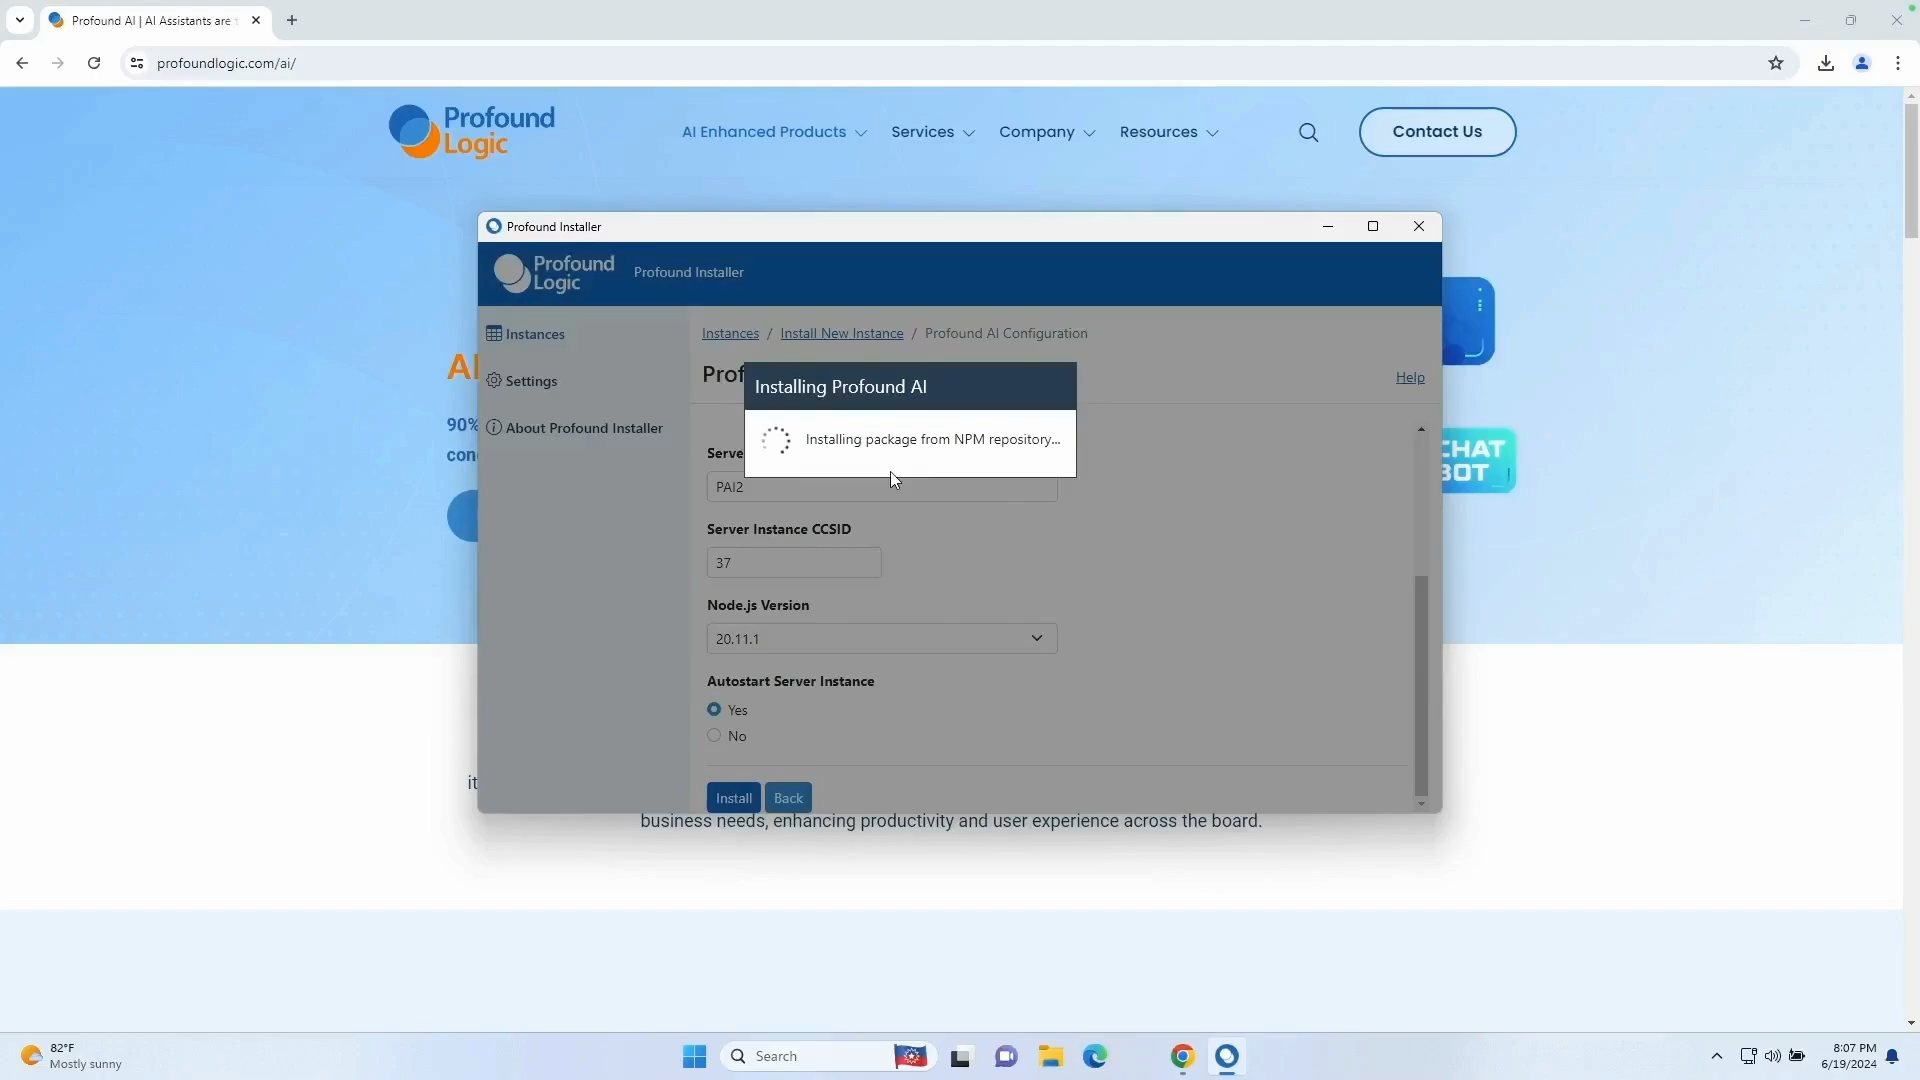 Profound AI | AI Assistants are
profoundlogic.com/ai/
Profound
Logic
AI Enhanced Products
Services
Company
Resources
Contact Us
Profound Installer
Profound
Logic
Profound Installer
Instances
Settings
About Profound Installer
Instances / Install New Instance / Profound AI Configuration
Prof
Help
Installing Profound AI
Installing package from NPM repository...
Serve
PAI2
Server Instance CCSID
37
Node.js Version
20.11.1
Autostart Server Instance
Yes
No
Install
Back
AI
90%
con
CHAT
BOT
it
business needs, enhancing productivity and user experience across the board.
82°F
Mostly sunny
Search
8:07 PM
6/19/2024